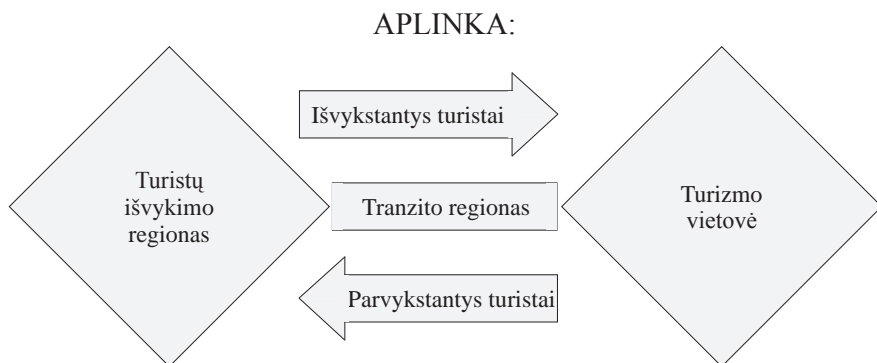 APLINKA:
Išvykstantys turistai
Turistų
išvykimo
regionas
Tranzito regionas
Turizmo
vietovė
Parvykstantys turistai